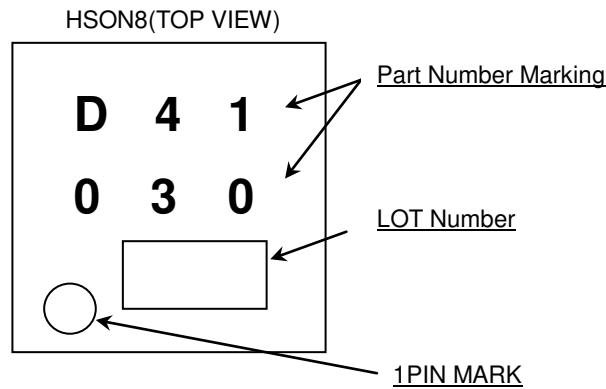 HSON8(TOP VIEW)
Part Number Marking
D 4 1
0 3 0
LOT Number
1PIN MARK